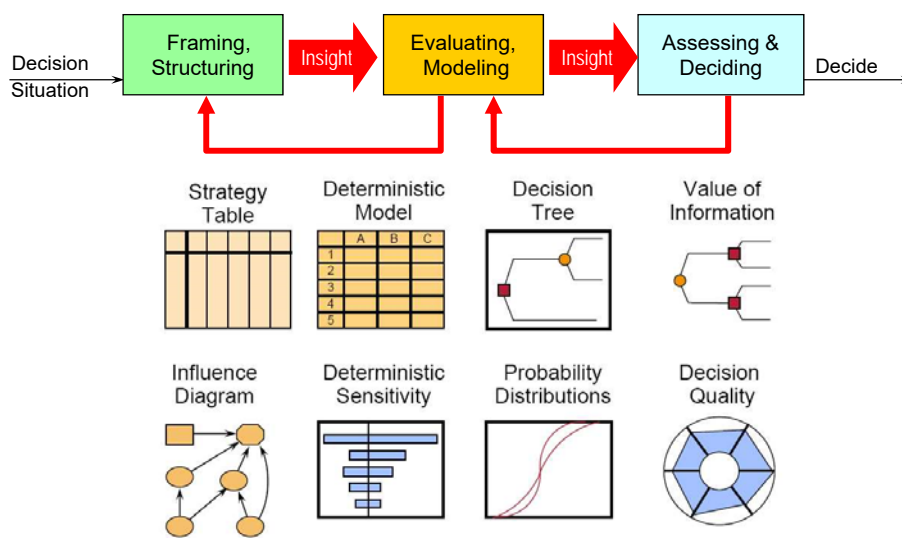 Decision
Situation
Framing,
Structuring
Insight
Evaluating,
Modeling
Insight
Assessing &
Deciding
Decide
Strategy
Table
Deterministic
Model
A B C
1
2
3
4
5
Decision
Tree
Value of
Information
Influence
Diagram
Deterministic
Sensitivity
Probability
Distributions
Decision
Quality